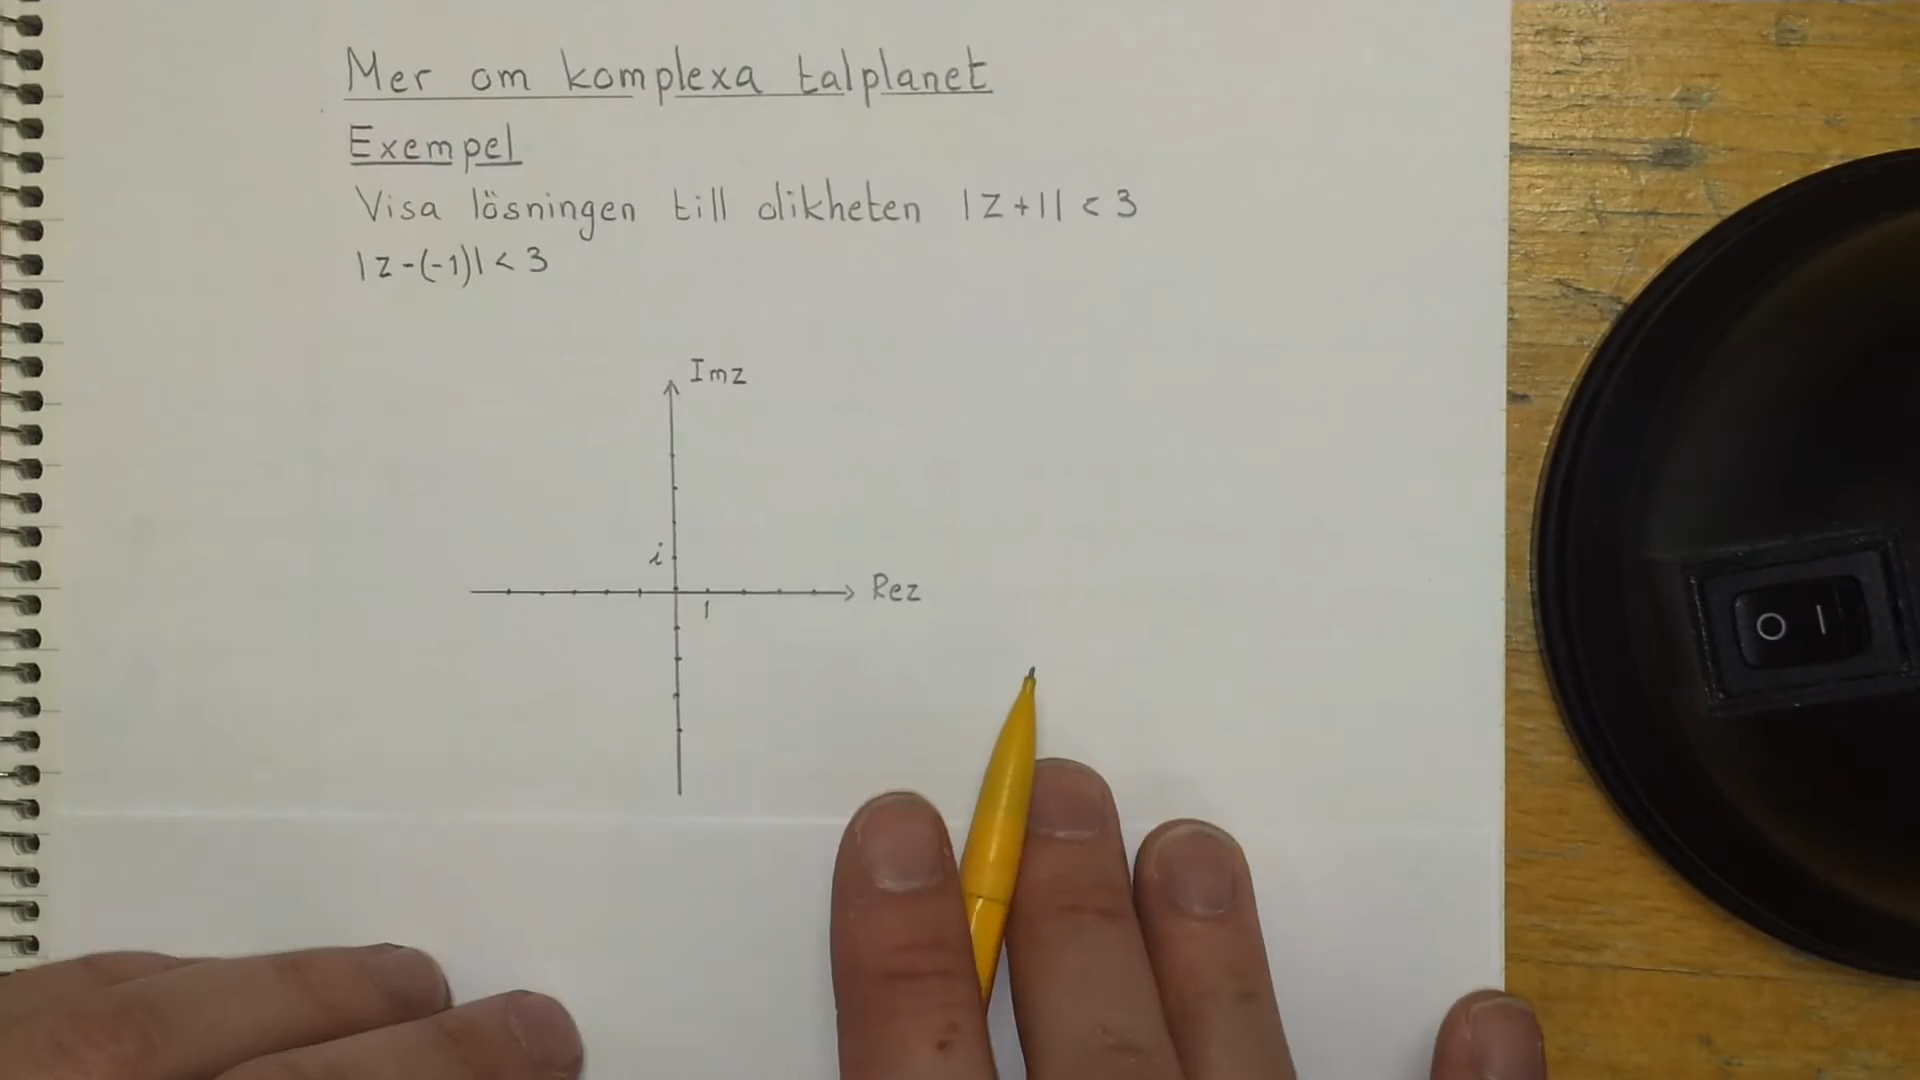 Mer om komplexa talplanet
Exempel
Visa lösningen till olikheten |z+1| < 3
|z-(-1)| < 3
Imz
i
Rez
1
O I